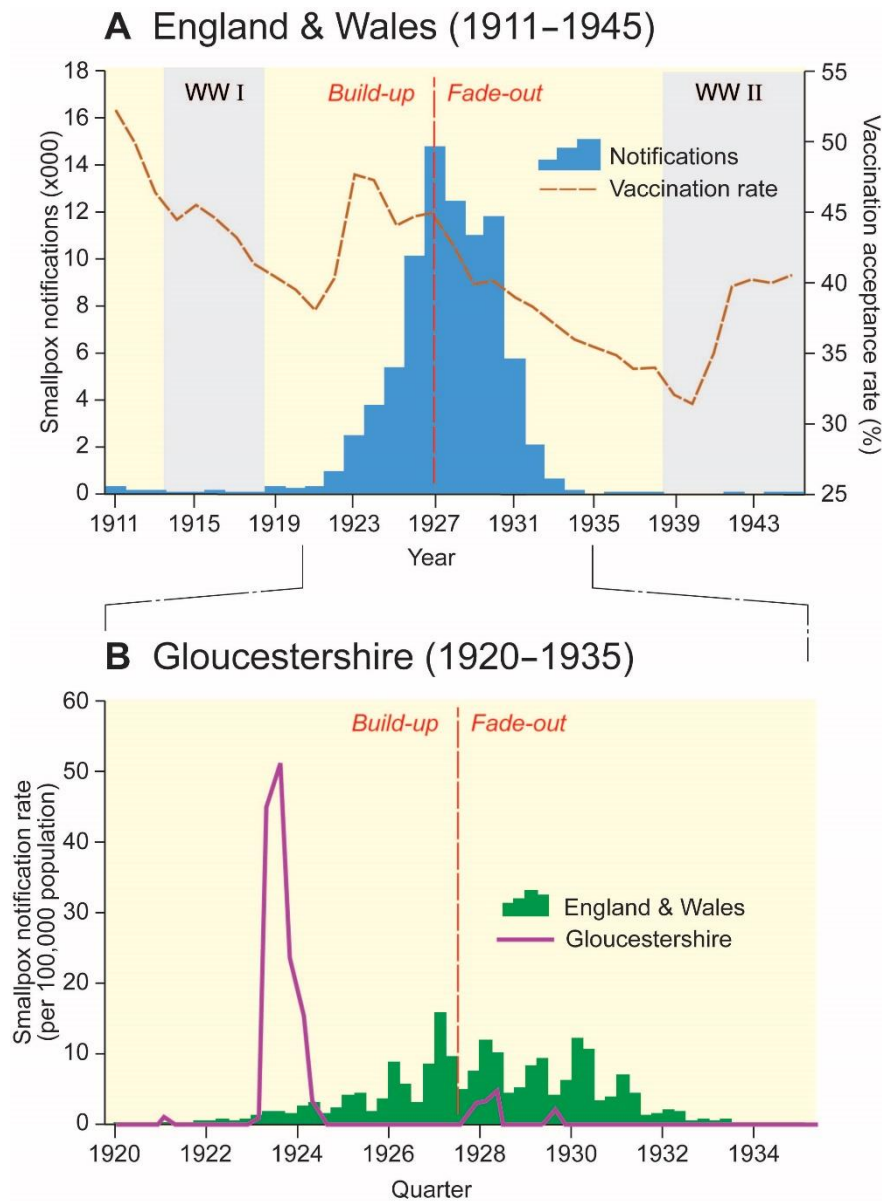 A England & Wales (1911–1945)
18
16
14
12
10
8
6
4
2
0
Smallpox notifications (x000)
WW I
Build-up
Fade-out
WW II
Notifications
Vaccination rate
55
50
45
40
35
30
25
Vaccination acceptance
rate (%)
1911
1915
1919
1923
1927
1931
1935
1939
1943
Year
B Gloucestershire (1920–1935)
60
50
40
30
20
10
0
Smallpox notification rate
(per 100,000 population)
Build-up
Fade-out
England & Wales
Gloucestershire
1920
1922
1924
1926
1928
1930
1932
1934
Quarter